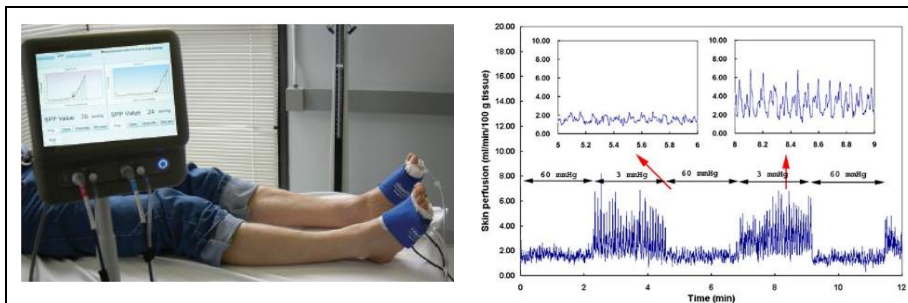 SPP Value 70 mmHg
SPP Value 24 mmHg
20.00
18.00
16.00
14.00
12.00
10.00
8.00
6.00
4.00
2.00
0.00
Skin perfusion (ml/min/100 g tissue)
10.00
8.00
6.00
4.00
2.00
0.00
5 5.2 5.4 5.6 5.8 6
10.00
8.00
6.00
4.00
2.00
0.00
8 8.2 8.4 8.6 8.8 9
60 mmHg 3 mmHg 60 mmHg 3 mmHg 60 mmHg
0 2 4 6 8 10 12
Time (min)